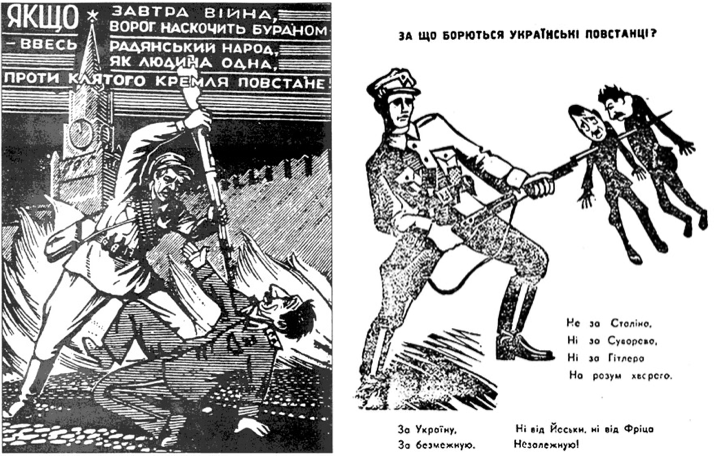 ЯКЩО ЗАВТРА ВІЙНА,
ВОРОГ НАСКОЧИТЬ БУРАНОМ
– ВВЕСЬ РАДЯНСЬКИЙ НАРОД,
ЯК ЛЮДИНА ОДНА,
ПРОТИ КЛЯТОГО КРЕМЛЯ ПОВСТАНЕ!
ЗА ЩО БОРЮТЬСЯ УКРАЇНСЬКІ ПОВСТАНЦІ?
Не за Сталіна,
Ні за Суворова,
Ні за Гітлера
На розум хворого.
За Україну,
За безмежную,
Ні від Йоськи, ні від Фріца
Незалежную!